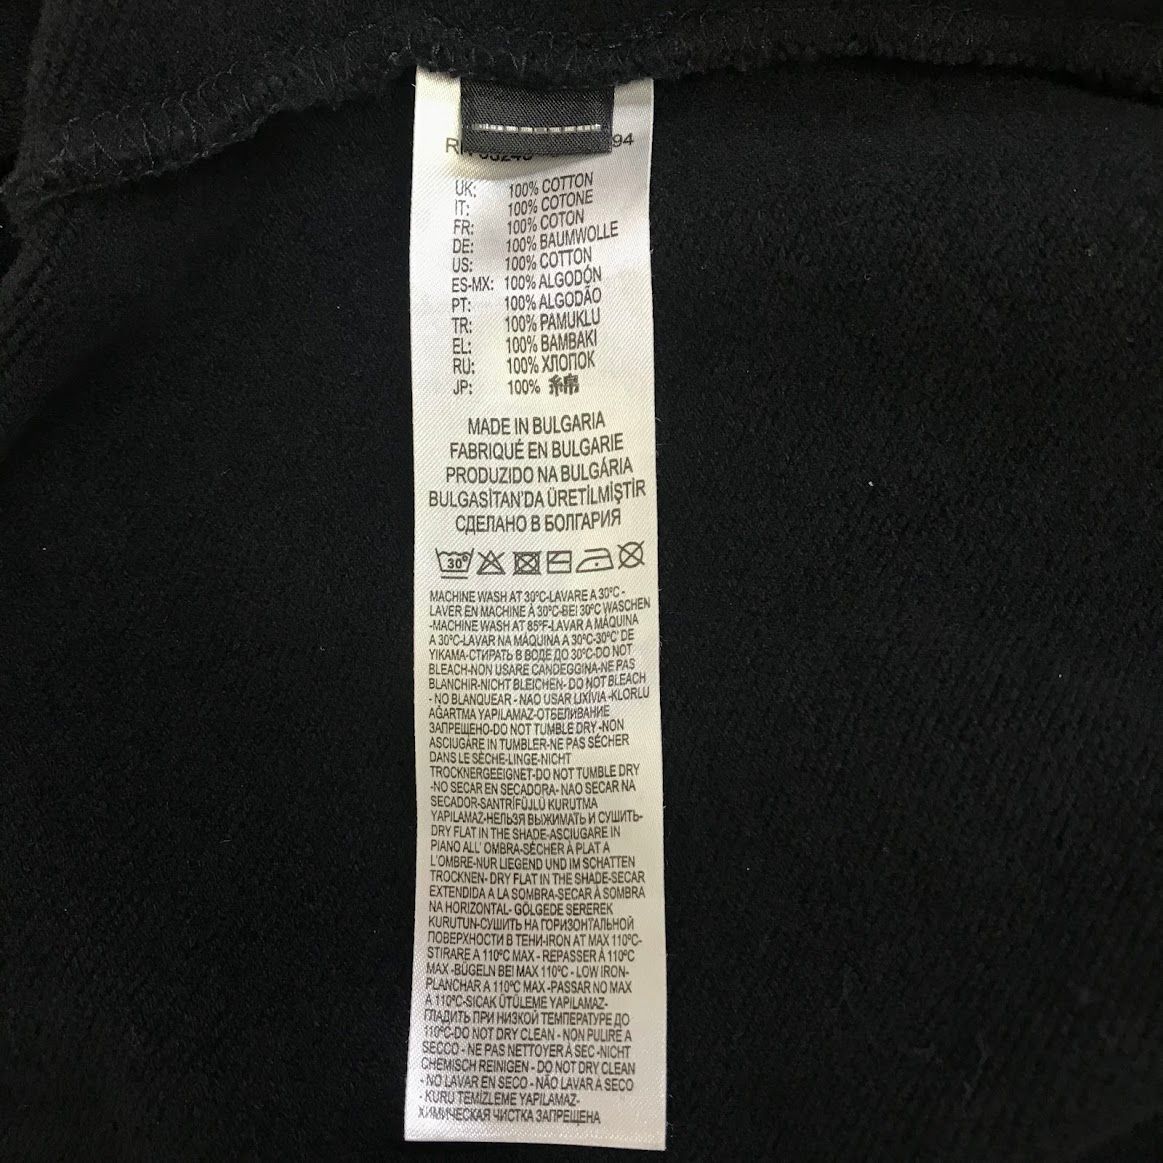 94
UK: 100% COTTON
IT: 100% COTONE
FR: 100% COTON
DE: 100% BAUMWOLLE
US: 100% COTTON
ES-MX: 100% ALGODÓN
PT: 100% ALGODÃO
TR: 100% PAMUKLU
EL: 100% BAMBAKI
RU: 100% ХЛОПОК
JP: 100% 綿
MADE IN BULGARIA
FABRIQUÉ EN BULGARIE
PRODUZIDO NA BULGÁRIA
BULGASİTAN'DA ÜRETİLMİŞTİR
СДЕЛАНО В БОЛГАРИЯ
30°
MACHINE WASH AT 30°C-LAVARE A 30°C -
LAVER EN MACHINE À 30°C-BEI 30°C WASCHEN
-MACHINE WASH AT 85°F-LAVAR A MÁQUINA
A 30°C-LAVAR NA MÁQUINA A 30°C-30°C' DE
YIKAMA-СТИРАТЬ В ВОДЕ ДО 30°C-DO NOT
BLEACH-NON USARE CANDEGGINA-NE PAS
BLANCHIR-NICHT BLEICHEN- DO NOT BLEACH
- NO BLANQUEAR - NAO USAR LIXÍVIA -KLORLU
AĞARTMA YAPILAMAZ-ОТБЕЛИВАНИЕ
ЗАПРЕЩЕНО-DO NOT TUMBLE DRY -NON
ASCIUGARE IN TUMBLER-NE PAS SÉCHER
DANS LE SÈCHE-LINGE-NICHT
TROCKNERGEEIGNET-DO NOT TUMBLE DRY
-NO SECAR EN SECADORA- NAO SECAR NA
SECADOR-SANTRİFÜJLÜ KURUTMA
YAPILAMAZ-НЕЛЬЗЯ ВЫЖИМАТЬ И СУШИТЬ-
DRY FLAT IN THE SHADE-ASCIUGARE IN
PIANO ALL' OMBRA-SÉCHER À PLAT A
L'OMBRE-NUR LIEGEND UND IM SCHATTEN
TROCKNEN- DRY FLAT IN THE SHADE-SECAR
EXTENDIDA A LA SOMBRA-SECAR À SOMBRA
NA HORIZONTAL- GÖLGEDE SEREREK
KURUTUN-СУШИТЬ НА ГОРИЗОНТАЛЬНОЙ
ПОВЕРХНОСТИ В ТЕНИ-IRON AT MAX 110°C-
STIRARE A 110°C MAX - REPASSER À 110°C
MAX -BÜGELN BEI MAX 110°C - LOW IRON-
PLANCHAR A 110°C MAX -PASSAR NO MAX
A 110°C-SICAK ÜTÜLEME YAPILAMAZ-
ГЛАДИТЬ ПРИ НИЗКОЙ ТЕМПЕРАТУРЕ ДО
110°C-DO NOT DRY CLEAN - NON PULIRE A
SECCO - NE PAS NETTOYER À SEC -NICHT
CHEMISCH REINIGEN - DO NOT DRY CLEAN
- NO LAVAR EN SECO - NÃO LAVAR A SECO
- KURU TEMİZLEME YAPILAMAZ-
ХИМИЧЕСКАЯ ЧИСТКА ЗАПРЕЩЕНА